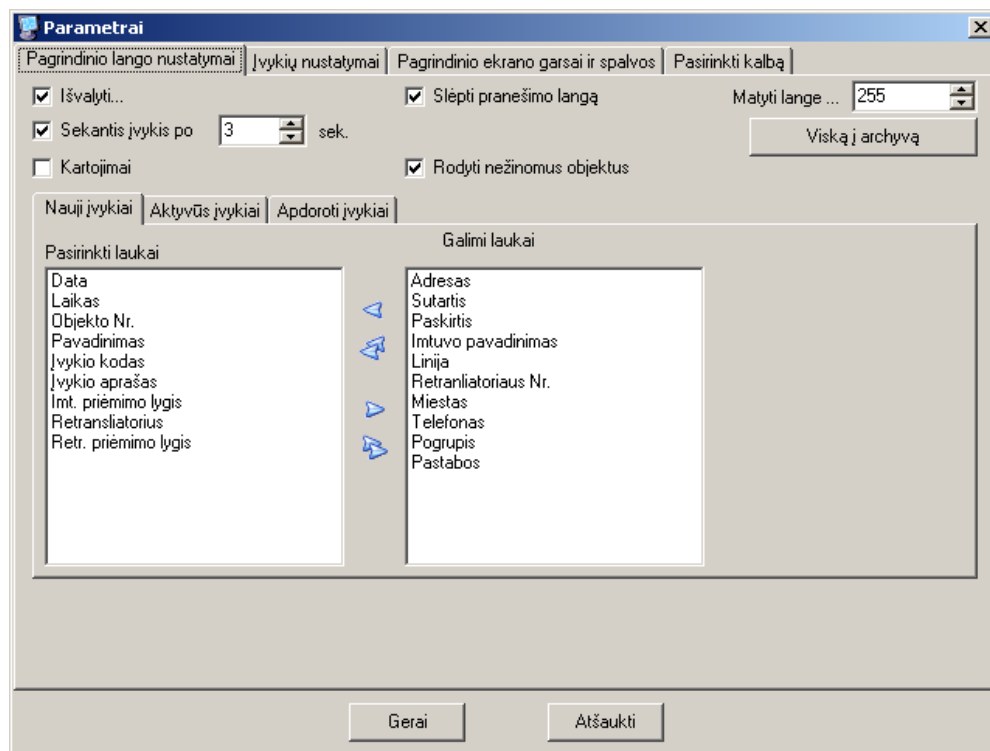 Parametrai
Pagrindinio lango nustatymai Įvykių nustatymai Pagrindinio ekrano garsai ir spalvos Pasirinkti kalbą
Išvalyti... Slėpti pranešimo langą Matyti lange ... 255
Sekantis įvykis po 3 sek. Viską į archyvą
Kartojimai Rodyti nežinomus objektus
Nauji įvykiai Aktyvūs įvykiai Apdoroti įvykiai
Pasirinkti laukai Galimi laukai
Data
Laikas
Objekto Nr.
Pavadinimas
Įvykio kodas
Įvykio aprašas
Imt. priėmimo lygis
Retransliatorius
Retr. priėmimo lygis
Adresas
Sutartis
Paskirtis
Imtuvo pavadinimas
Linija
Retranliatoriaus Nr.
Miestas
Telefonas
Pogrupis
Pastabos
Gerai Atšaukti